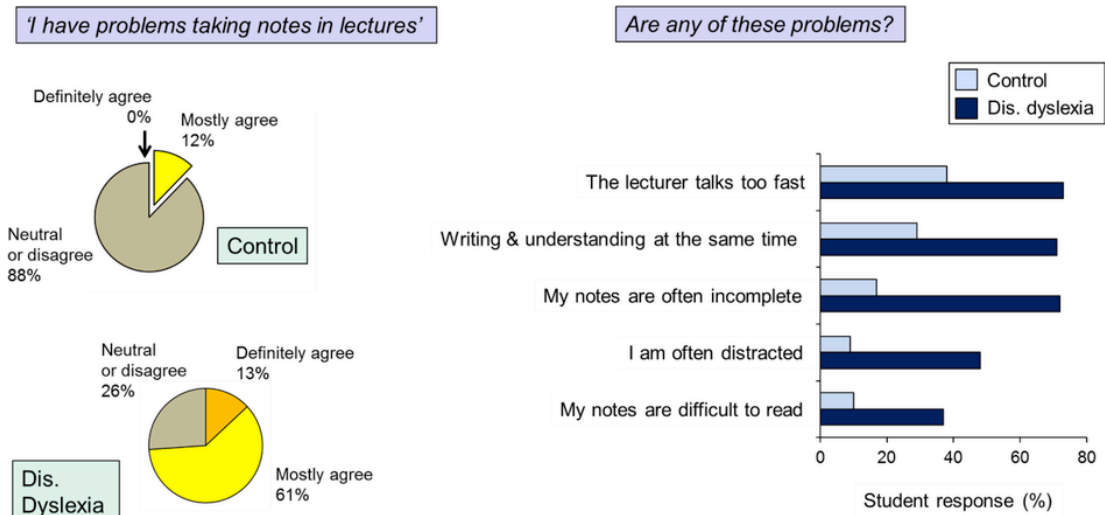 'I have problems taking notes in lectures'
Definitely agree
0%
Mostly agree
12%
Neutral
or disagree
88%
Control
Neutral
or disagree
26%
Definitely agree
13%
Mostly agree
61%
Dis.
Dyslexia
Are any of these problems?
Control
Dis. dyslexia
The lecturer talks too fast
Writing & understanding at the same time
My notes are often incomplete
I am often distracted
My notes are difficult to read
0 20 40 60 80
Student response (%)